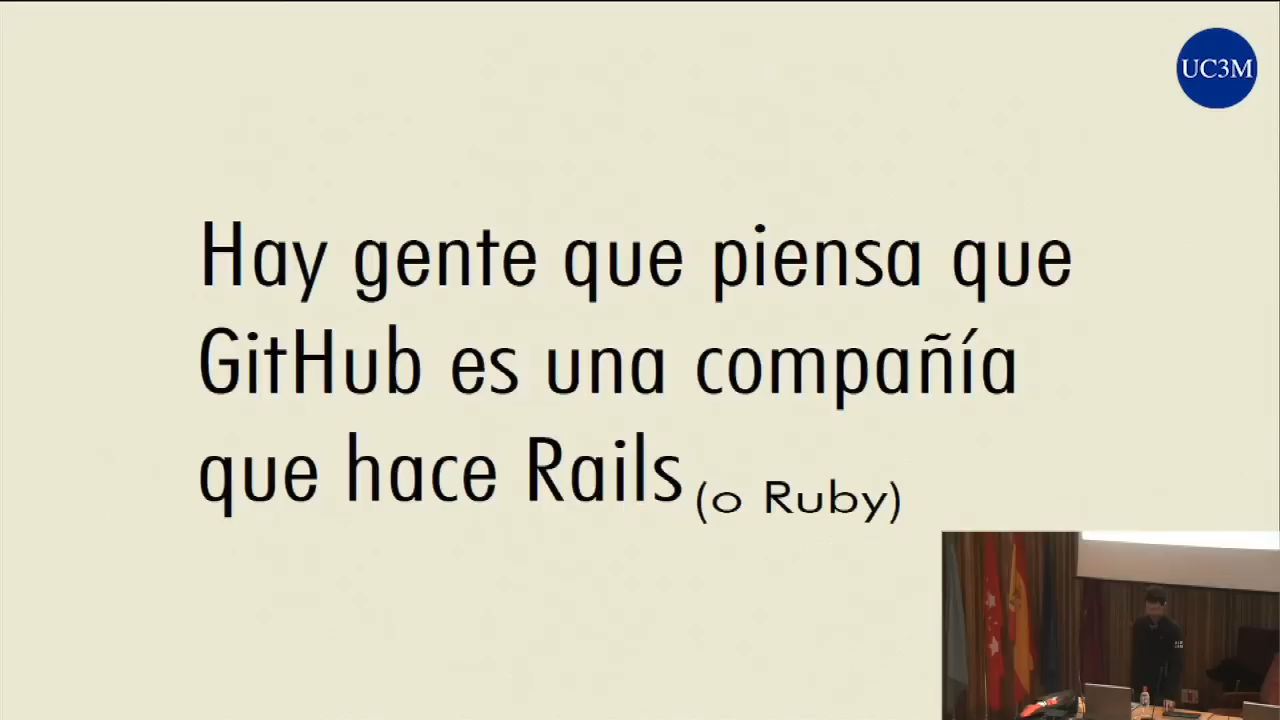 UC3M
Hay gente que piensa que
GitHub es una compañía
que hace Rails (o Ruby)